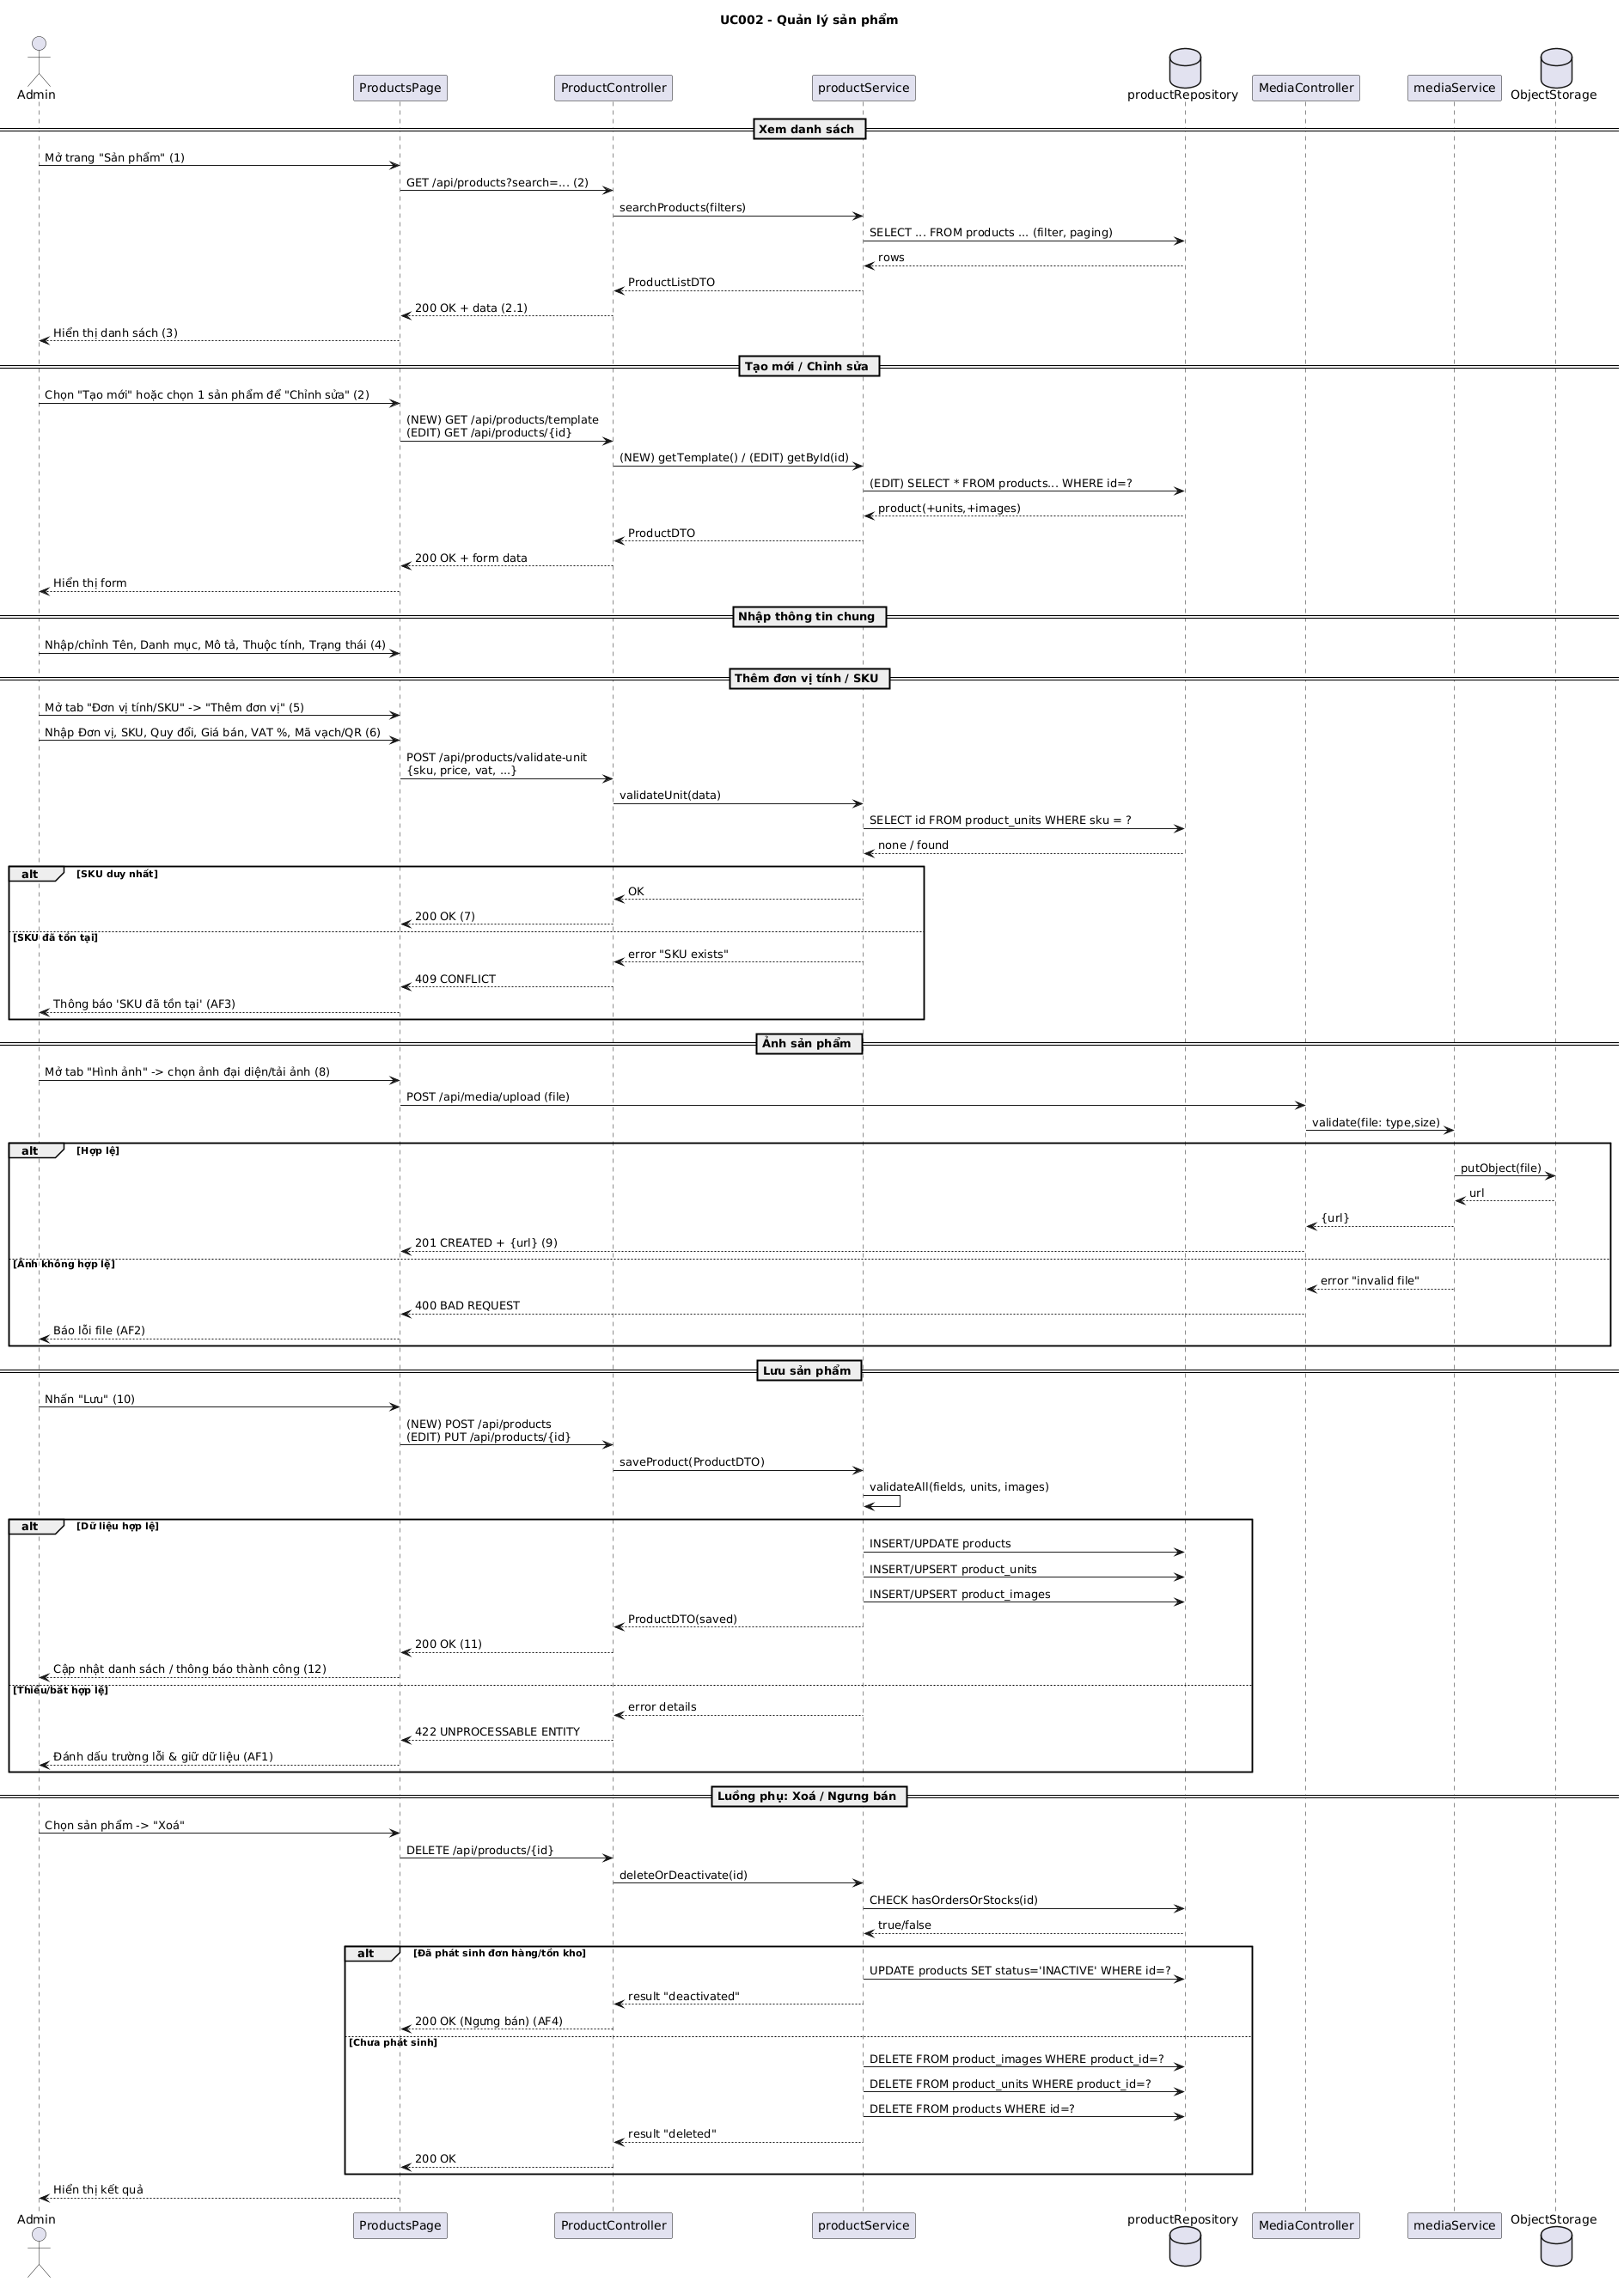 UC002 - Quản lý sản phẩm
Admin
ProductsPage
ProductController
productService
productRepository
MediaController
mediaService
ObjectStorage
Xem danh sách
Mở trang "Sản phẩm" (1)
GET /api/products?search=... (2)
searchProducts(filters)
SELECT ... FROM products ... (filter, paging)
rows
ProductListDTO
200 OK + data (2.1)
Hiển thị danh sách (3)
Tạo mới / Chỉnh sửa
Chọn "Tạo mới" hoặc chọn 1 sản phẩm để "Chỉnh sửa" (2)
(NEW) GET /api/products/template
(EDIT) GET /api/products/{id}
(NEW) getTemplate() / (EDIT) getById(id)
(EDIT) SELECT * FROM products... WHERE id=?
product(+units,+images)
ProductDTO
200 OK + form data
Hiển thị form
Nhập thông tin chung
Nhập/chỉnh Tên, Danh mục, Mô tả, Thuộc tính, Trạng thái (4)
Thêm đơn vị tính / SKU
Mở tab "Đơn vị tính/SKU" -> "Thêm đơn vị" (5)
Nhập Đơn vị, SKU, Quy đổi, Giá bán, VAT %, Mã vạch/QR (6)
POST /api/products/validate-unit
{sku, price, vat, ...}
validateUnit(data)
SELECT id FROM product_units WHERE sku = ?
none / found
alt [SKU duy nhất]
OK
200 OK (7)
[SKU đã tồn tại]
error "SKU exists"
409 CONFLICT
Thông báo 'SKU đã tồn tại' (AF3)
Ảnh sản phẩm
Mở tab "Hình ảnh" -> chọn ảnh đại diện/tải ảnh (8)
POST /api/media/upload (file)
validate(file: type,size)
alt [Hợp lệ]
putObject(file)
url
{url}
201 CREATED + {url} (9)
[Ảnh không hợp lệ]
error "invalid file"
400 BAD REQUEST
Báo lỗi file (AF2)
Lưu sản phẩm
Nhấn "Lưu" (10)
(NEW) POST /api/products
(EDIT) PUT /api/products/{id}
saveProduct(ProductDTO)
validateAll(fields, units, images)
alt [Dữ liệu hợp lệ]
INSERT/UPDATE products
INSERT/UPSERT product_units
INSERT/UPSERT product_images
ProductDTO(saved)
200 OK (11)
Cập nhật danh sách / thông báo thành công (12)
[Thiếu/bất hợp lệ]
error details
422 UNPROCESSABLE ENTITY
Đánh dấu trường lỗi & giữ dữ liệu (AF1)
Luồng phụ: Xoá / Ngưng bán
Chọn sản phẩm -> "Xoá"
DELETE /api/products/{id}
deleteOrDeactivate(id)
CHECK hasOrdersOrStocks(id)
true/false
alt [Đã phát sinh đơn hàng/tồn kho]
UPDATE products SET status='INACTIVE' WHERE id=?
result "deactivated"
200 OK (Ngưng bán) (AF4)
[Chưa phát sinh]
DELETE FROM product_images WHERE product_id=?
DELETE FROM product_units WHERE product_id=?
DELETE FROM products WHERE id=?
result "deleted"
200 OK
Hiển thị kết quả
Admin
ProductsPage
ProductController
productService
productRepository
MediaController
mediaService
ObjectStorage